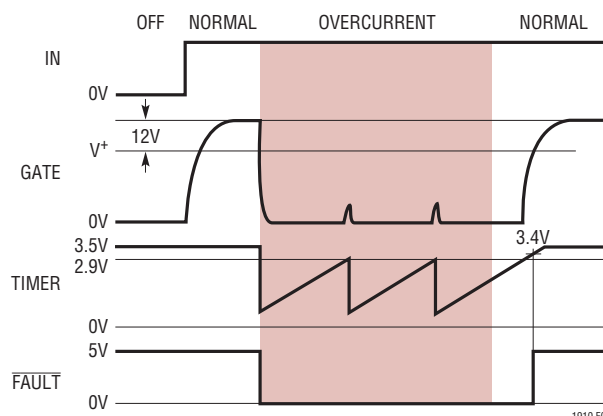 OFF NORMAL OVERCURRENT NORMAL
IN
0V
12V
V+
GATE
0V
3.5V
3.4V
2.9V
TIMER
0V
5V
FAULT
0V